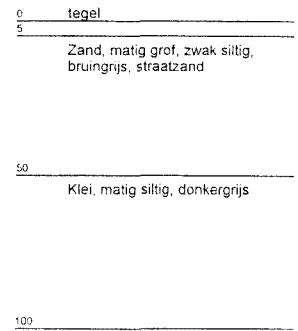 0 tegel
5
Zand, matig grof, zwak siltig,
bruingrijs, straatzand
50
Klei, matig siltig, donkergrijs
100